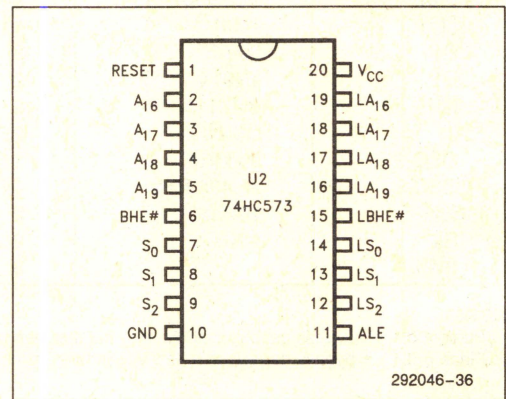 RESET 1 20 VCC
A16 2 19 LA16
A17 3 18 LA17
A18 4 17 LA18
A19 5 16 LA19
U2
74HC573
BHE# 6 15 LBHE#
S0 7 14 LS0
S1 8 13 LS1
S2 9 12 LS2
GND 10 11 ALE
292046–36